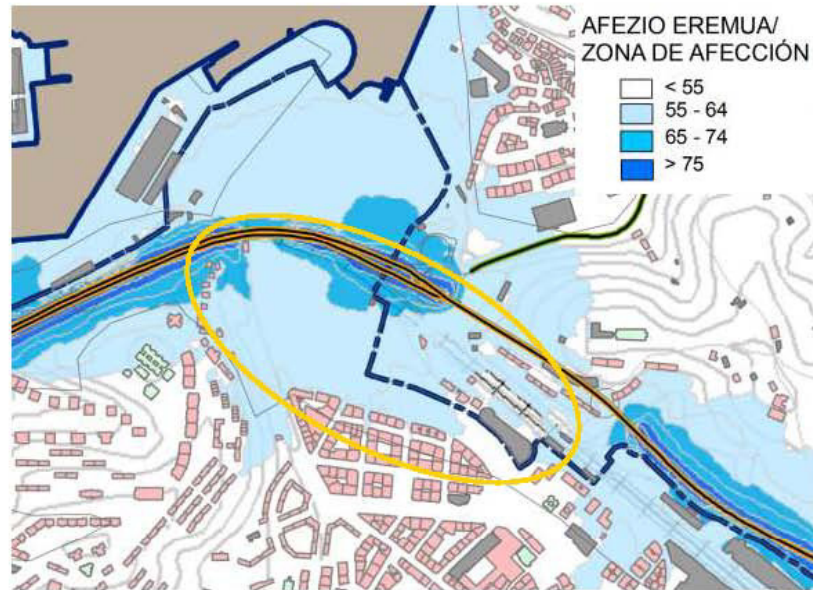 AFEZIO EREMUA/
ZONA DE AFECCIÓN
< 55
55 - 64
65 - 74
> 75